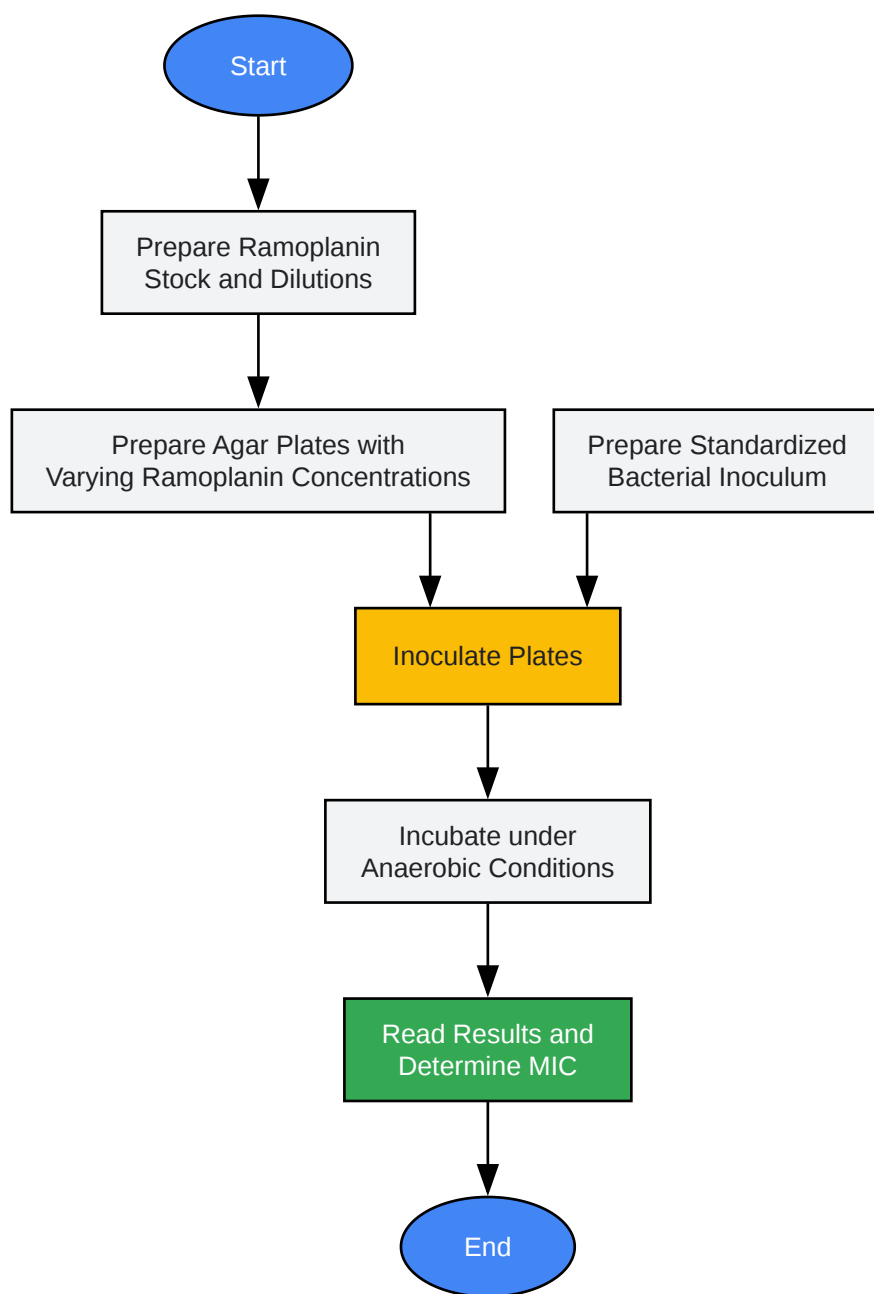 Start
Prepare Ramoplanin
Stock and Dilutions
Prepare Agar Plates with
Varying Ramoplanin Concentrations
Prepare Standardized
Bacterial Inoculum
Inoculate Plates
Incubate under
Anaerobic Conditions
Read Results and
Determine MIC
End